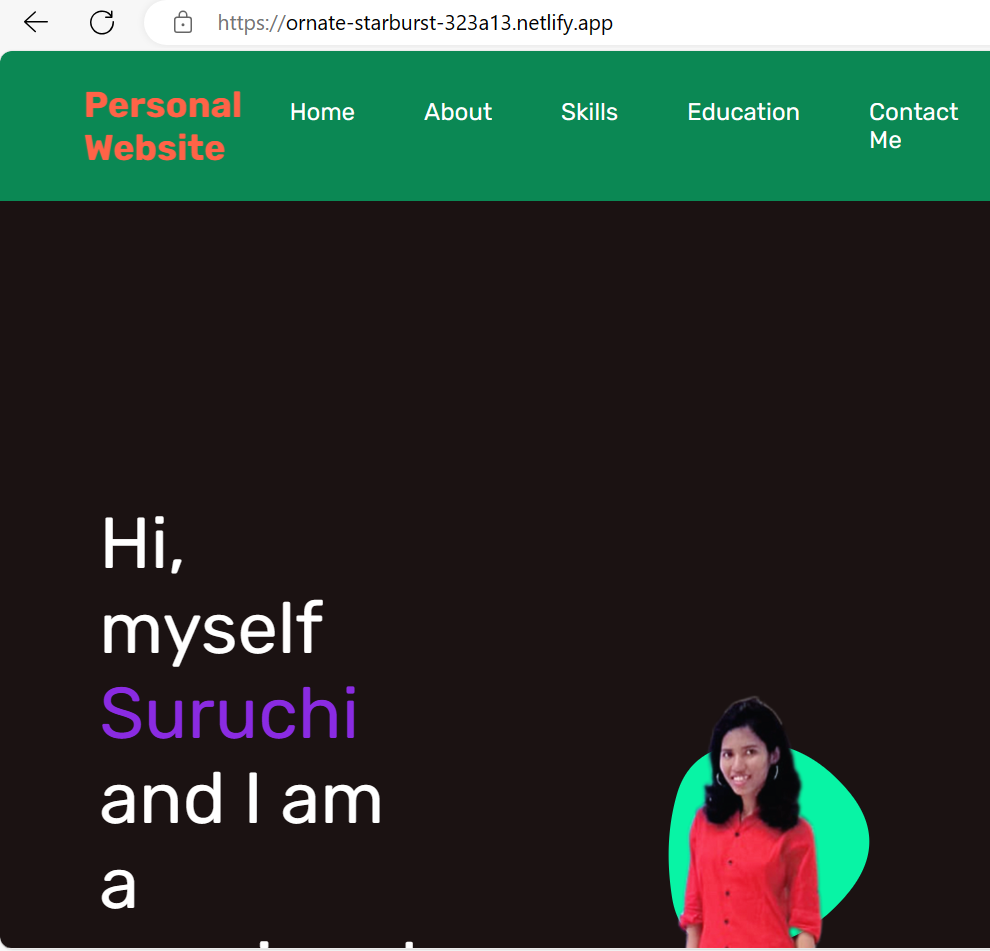 https://ornate-starburst-323a13.netlify.app
Personal
Website
Home About Skills Education Contact
Me
Hi,
myself
Suruchi
and I am
a